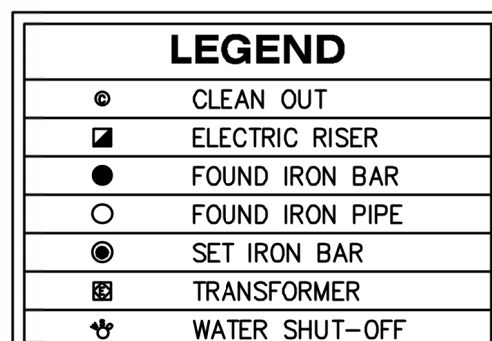 LEGEND
© CLEAN OUT
ELECTRIC RISER
FOUND IRON BAR
FOUND IRON PIPE
SET IRON BAR
E TRANSFORMER
WATER SHUT-OFF